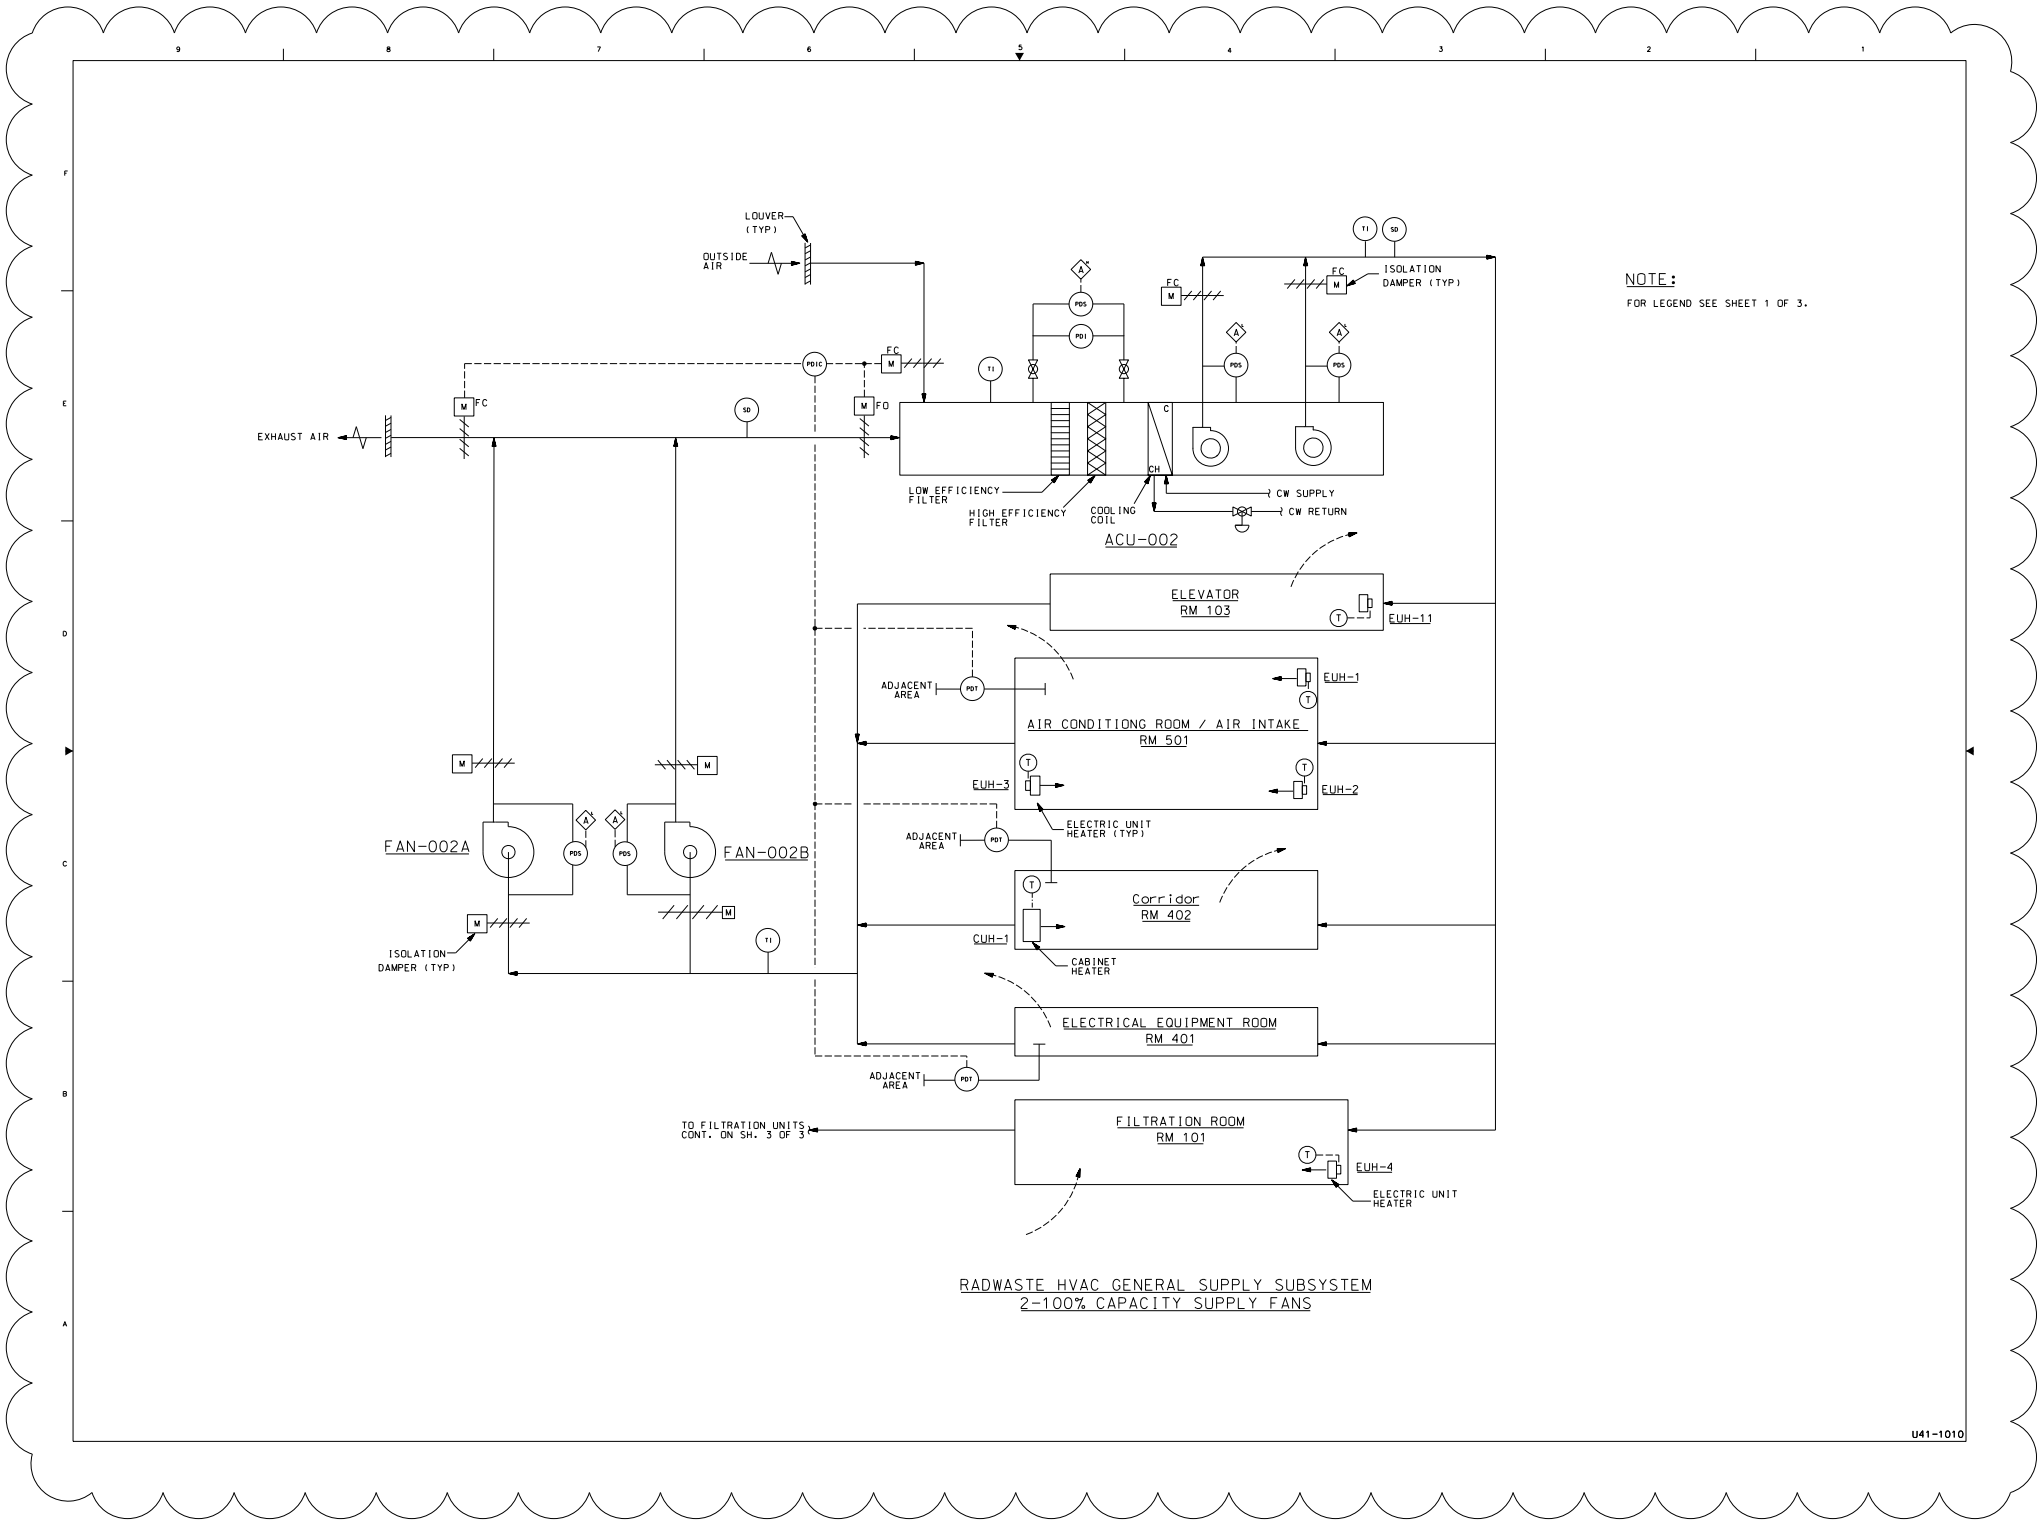 9 8 7 6 5 4 3 2 1
F
LOUVER
(TYP)
OUTSIDE
AIR
TI
SD
A*
FC
ISOLATION
DAMPER (TYP)
M
FC
M
NOTE:
FOR LEGEND SEE SHEET 1 OF 3.
PDS
PDI
A
A
FC
PDIC
M
TI
PDS
PDS
E
M
FC
SD
M
FO
C
EXHAUST AIR
CH
LOW EFFICIENCY
FILTER
CW SUPPLY
HIGH EFFICIENCY
FILTER
COOLING
COIL
CW RETURN
ACU-002
ELEVATOR
RM 103
T
EUH-11
D
ADJACENT
AREA
PDT
EUH-1
T
AIR CONDITIONG ROOM / AIR INTAKE
RM 501
M
M
T
T
EUH-3
EUH-2
ELECTRIC UNIT
HEATER (TYP)
A
A
ADJACENT
AREA
PDT
FAN-002A
PDS
PDS
FAN-002B
C
T
Corridor
RM 402
M
M
TI
CUH-1
ISOLATION
DAMPER (TYP)
CABINET
HEATER
ELECTRICAL EQUIPMENT ROOM
RM 401
ADJACENT
AREA
PDT
B
TO FILTRATION UNITS
CONT. ON SH. 3 OF 3
FILTRATION ROOM
RM 101
T
EUH-4
ELECTRIC UNIT
HEATER
RADWASTE HVAC GENERAL SUPPLY SUBSYSTEM
2-100% CAPACITY SUPPLY FANS
A
U41-1010